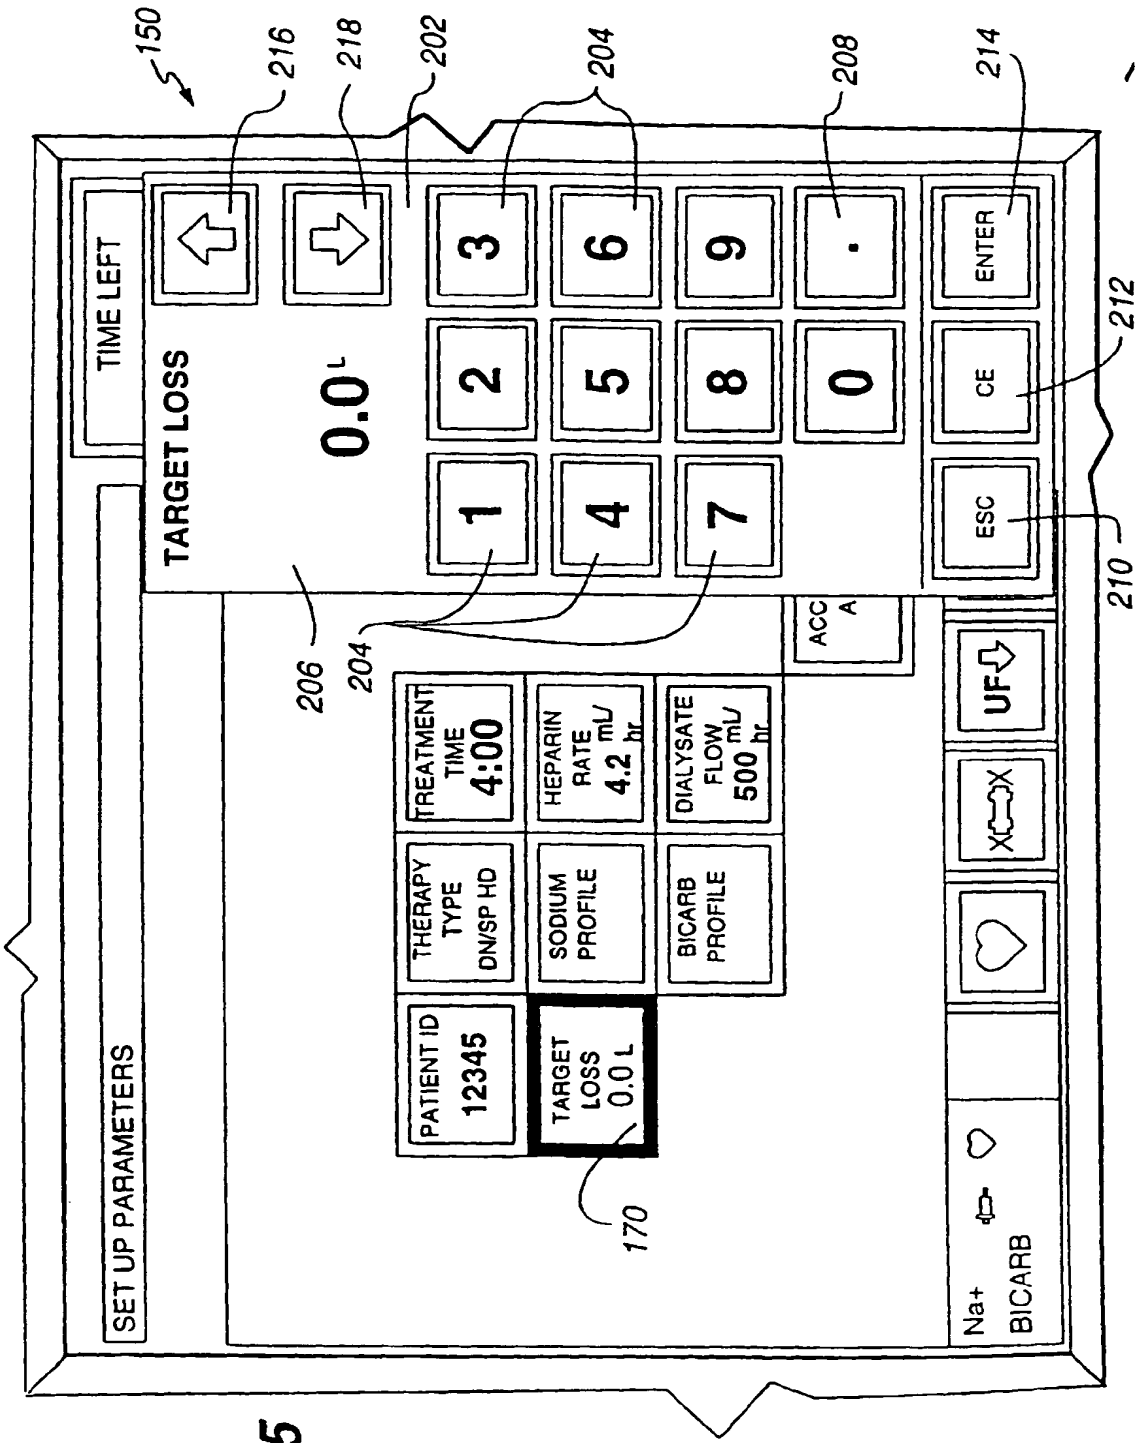 150
TIME LEFT
SET UP PARAMETERS
TARGET LOSS
216
0.0 L
218
206
202
1 2 3
204
204
4 5 6
7 8 9
0 .
208
ESC CE ENTER
214
210
212
PATIENT ID
12345
THERAPY
TYPE
DN/SP HD
TREATMENT
TIME
4:00
TARGET
LOSS
0.0 L
SODIUM
PROFILE
HEPARIN
RATE
4.2 mL/
hr
170
BICARB
PROFILE
DIALYSATE
FLOW
500 mL/
hr
ACC
A
Na+
BICARB
UF
5